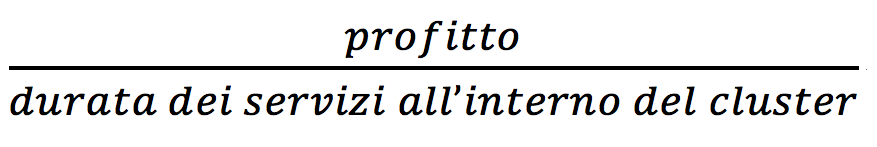 profitto
durata dei servizi all'interno del cluster